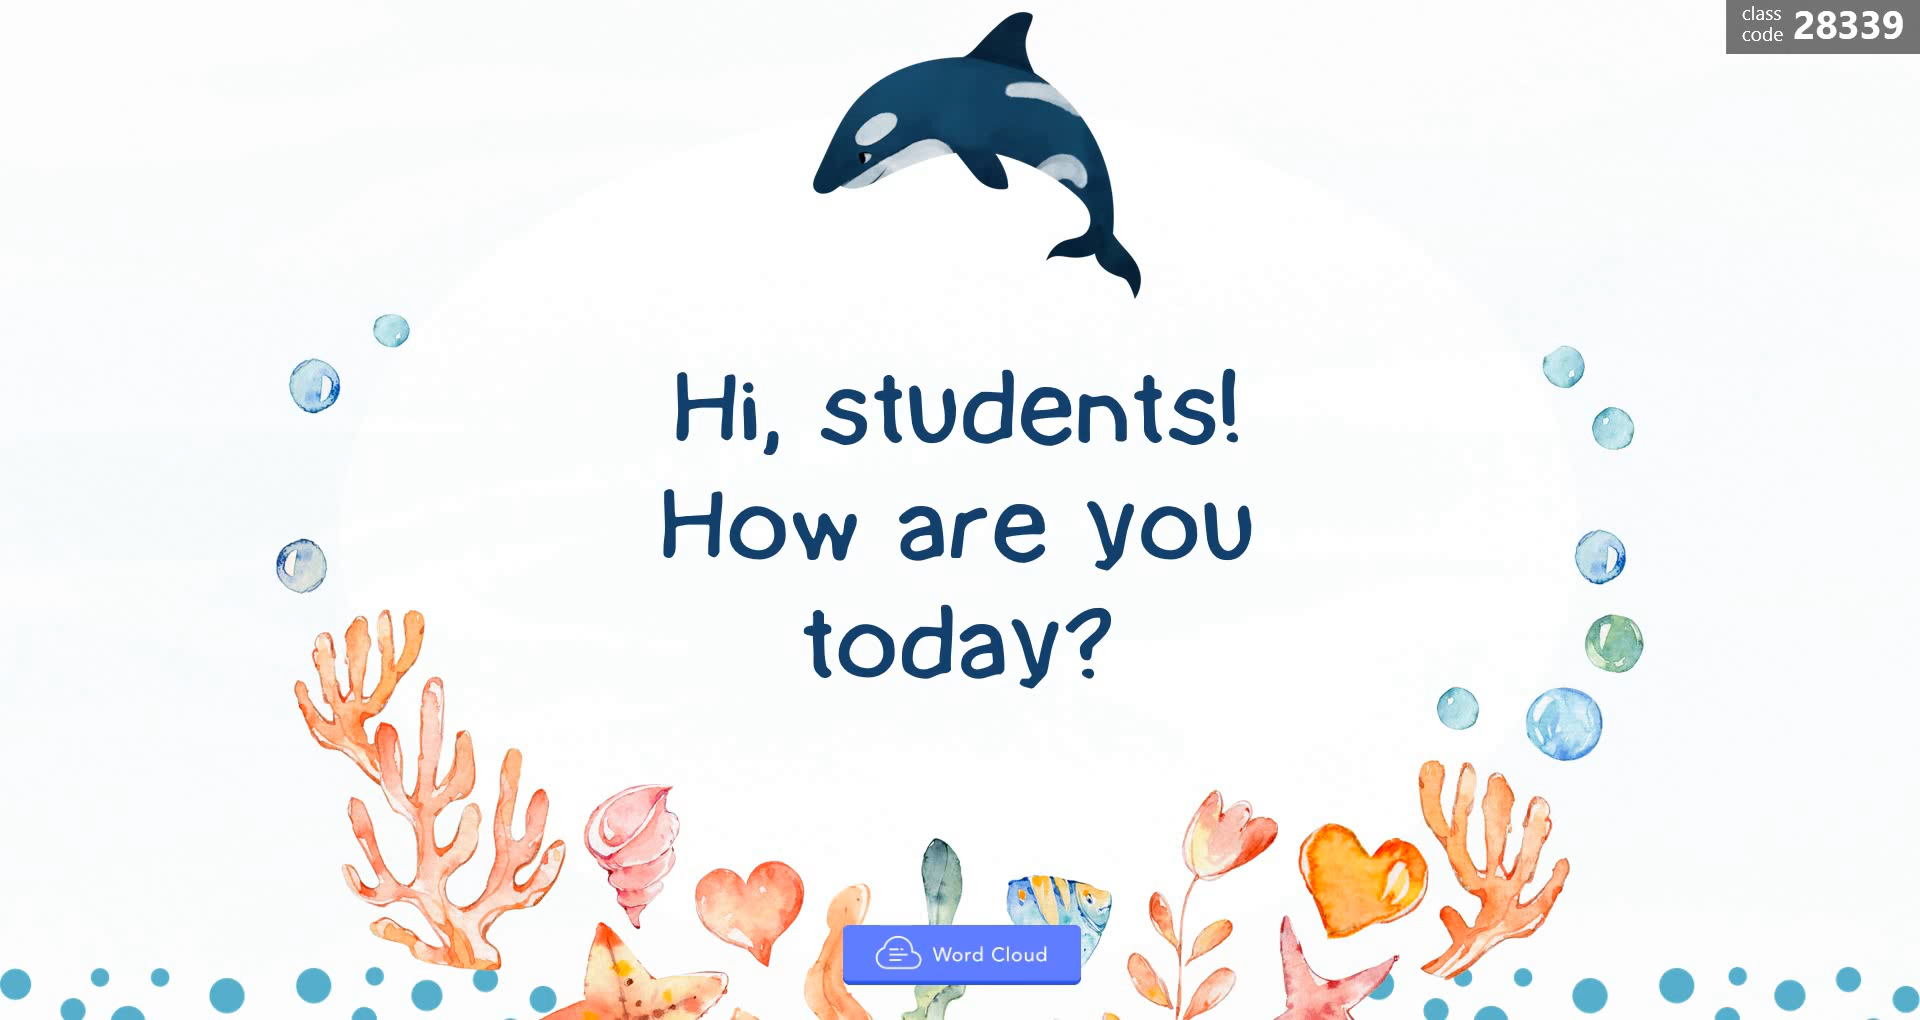 class
code 28339
Hi, students!
How are you
today?
Word Cloud